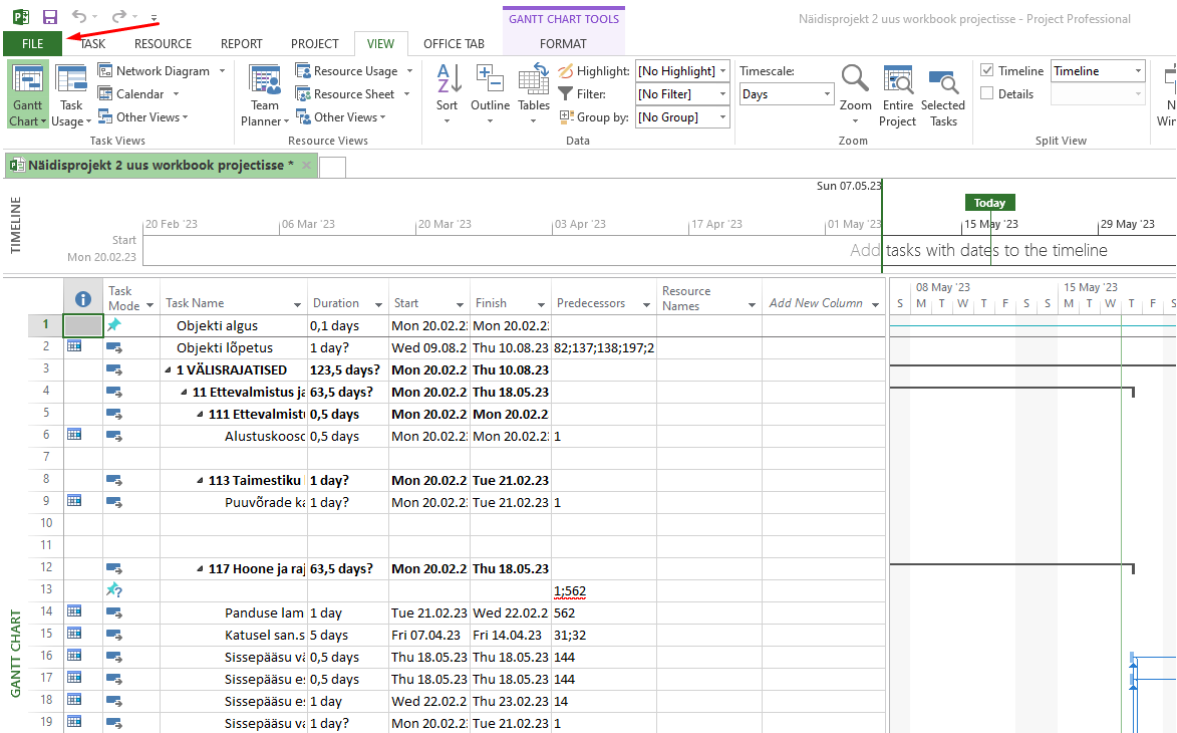 GANTT CHART TOOLS
Näidisprojekt 2 uus workbook projectisse - Project Professional
FILE TASK RESOURCE REPORT PROJECT VIEW OFFICE TAB FORMAT
Gantt Chart
Task Usage
Network Diagram
Calendar
Other Views
Task Views
Team Planner
Resource Usage
Resource Sheet
Other Views
Resource Views
Sort
Outline
Tables
Highlight: [No Highlight]
Filter: [No Filter]
Group by: [No Group]
Data
Timescale:
Days
Zoom
Entire Project
Selected Tasks
Zoom
Timeline Timeline
Details
Split View
Näidisprojekt 2 uus workbook projectisse *
TIMELINE
Sun 07.05.23
Today
20 Feb '23 06 Mar '23 20 Mar '23 03 Apr '23 17 Apr '23 01 May '23 15 May '23 29 May '23
Start
Mon 20.02.23
Add tasks with dates to the timeline
Task Mode Task Name Duration Start Finish Predecessors Resource Names Add New Column
08 May '23 15 May '23
S M T W T F S S M T W T F S
1 Objekti algus 0,1 days Mon 20.02.2 Mon 20.02.2
2 Objekti lõpetus 1 day? Wed 09.08.2 Thu 10.08.23 82;137;138;197;2
3 1 VÄLISRAJATISED 123,5 days? Mon 20.02.2 Thu 10.08.23
4 11 Ettevalmistus ja 63,5 days? Mon 20.02.2 Thu 18.05.23
5 111 Ettevalmist 0,5 days Mon 20.02.2 Mon 20.02.2
6 Alustuskoosc 0,5 days Mon 20.02.2 Mon 20.02.2 1
7
8 113 Taimestiku 1 day? Mon 20.02.2 Tue 21.02.23
9 Puuvõrade ka 1 day? Mon 20.02.2 Tue 21.02.23 1
10
11
12 117 Hoone ja raj 63,5 days? Mon 20.02.2 Thu 18.05.23
13 1;562
14 Panduse lam 1 day Tue 21.02.23 Wed 22.02.2 562
15 Katusel san.s 5 days Fri 07.04.23 Fri 14.04.23 31;32
16 Sissepääsu vä 0,5 days Thu 18.05.23 Thu 18.05.23 144
17 Sissepääsu es 0,5 days Thu 18.05.23 Thu 18.05.23 144
18 Sissepääsu es 1 day Wed 22.02.2 Thu 23.02.23 14
19 Sissepääsu va 1 day? Mon 20.02.2 Tue 21.02.23 1
GANTT CHART